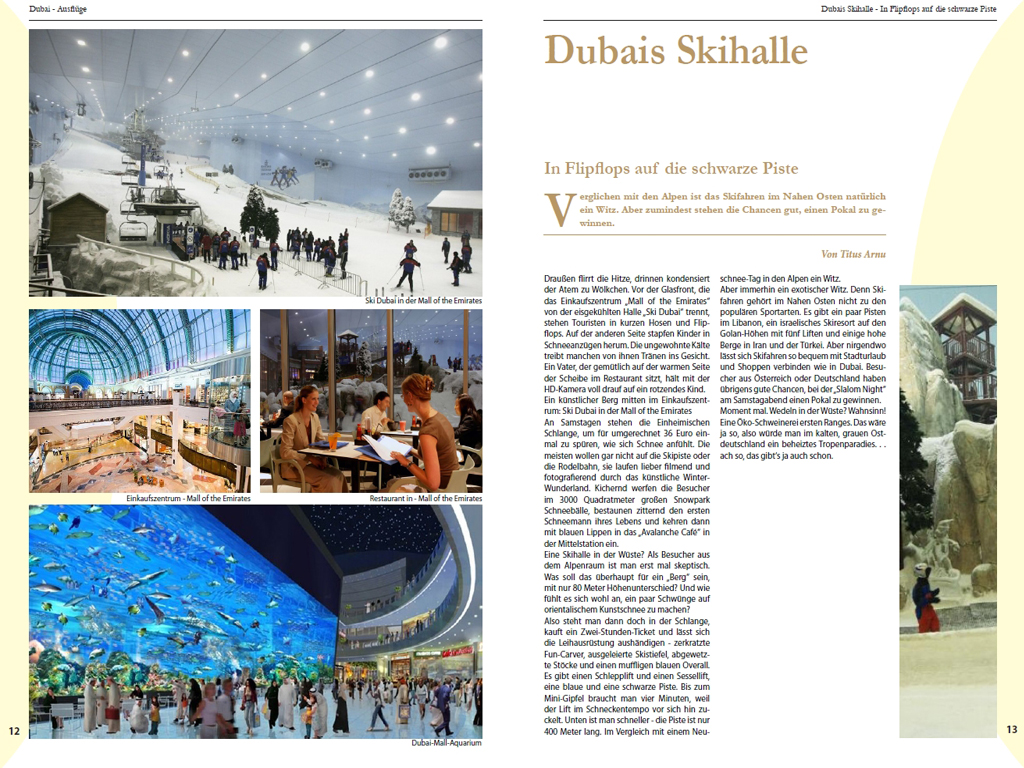 Dubai - Ausflüge
Ski Dubai in der Mall of the Emirates
Einkaufszentrum - Mall of the Emirates
Restaurant in - Mall of the Emirates
Dubai-Mall-Aquarium
12
Dubais Skihalle - In Flipflops auf die schwarze Piste
Dubais Skihalle
In Flipflops auf die schwarze Piste
Verglichen mit den Alpen ist das Skifahren im Nahen Osten natürlich
ein Witz. Aber zumindest stehen die Chancen gut, einen Pokal zu ge-
winnen.
Von Titus Arnu
Draußen flirrt die Hitze, drinnen kondensiert
der Atem zu Wölkchen. Vor der Glasfront, die
das Einkaufszentrum „Mall of the Emirates"
von der eisgekühlten Halle „Ski Dubai" trennt,
stehen Touristen in kurzen Hosen und Flip-
flops. Auf der anderen Seite stapfen Kinder in
Schneeanzügen herum. Die ungewohnte Kälte
treibt manchen von ihnen Tränen ins Gesicht.
Ein Vater, der gemütlich auf der warmen Seite
der Scheibe im Restaurant sitzt, hält mit der
HD-Kamera voll drauf auf ein sein schluchzendes Kind.
Ein künstlicher Berg mitten im Einkaufszent-
rum: Ski Dubai in der Mall of the Emirates
An Samstagen stehen die Einheimischen
Schlange, um für umgerechnet 36 Euro ein-
mal zu spüren, wie sich Schnee anfühlt. Die
meisten wollen gar nicht auf die Skipiste oder
die Rodelbahn, sie laufen lieber filmend und
fotografierend durch das künstliche Winter-
Wunderland. Kichernd werfen die Besucher
im 3000 Quadratmeter großen Snowpark
Schneebälle, bestaunen zitternd den ersten
Schneemann ihres Lebens und kehren dann
mit blauen Lippen in das „Avalanche Café" in
der Mittelstation ein.
Eine Skihalle in der Wüste? Als Besucher aus
dem Alpenraum ist man erst mal skeptisch.
Was soll das überhaupt für ein „Berg" sein,
mit nur 80 Meter Höhenunterschied? Und wie
fühlt es sich wohl an, ein paar Schwünge auf
orientalischem Kunstschnee zu machen?
Also steht man dann doch in der Schlange,
kauft ein Zwei-Stunden-Ticket und lässt sich
die Leihausrüstung aushändigen - zerkratzte
Fun-Carver, ausgeleierte Skistiefel, abgewetz-
te Stöcke und einen muffligen blauen Overall.
Es gibt einen Schlepplift und einen Sessellift,
eine blaue und eine schwarze Piste. Bis zum
Mini-Gipfel braucht man vier Minuten, weil
der Lift im Schneckentempo vor sich hin zu-
ckelt. Unten ist man schneller - die Piste ist nur
400 Meter lang. Im Vergleich mit einem Neu-
schnee-Tag in den Alpen ein Witz.
Aber immerhin ein exotischer Witz. Denn Ski-
fahren gehört im Nahen Osten nicht zu den
populären Sportarten. Es gibt ein paar Pisten
im Libanon, ein israelisches Skiresort auf den
Golan-Höhen mit fünf Liften und einige hohe
Berge in Iran und der Türkei. Aber nirgendwo
lässt sich Skifahren so bequem mit Stadturlaub
und Shoppen verbinden wie in Dubai. Besu-
cher aus Österreich oder Deutschland haben
übrigens gute Chancen, bei der „Slalom Night"
am Samstagabend einen Pokal zu gewinnen.
Moment mal. Wedeln in der Wüste? Wahnsinn!
Eine Öko-Schweinerei ersten Ranges. Das wäre
ja so, also würde man im kalten, grauen Ost-
deutschland ein beheiztes Tropenparadies. . .
ach so, das gibt's ja auch schon.
13